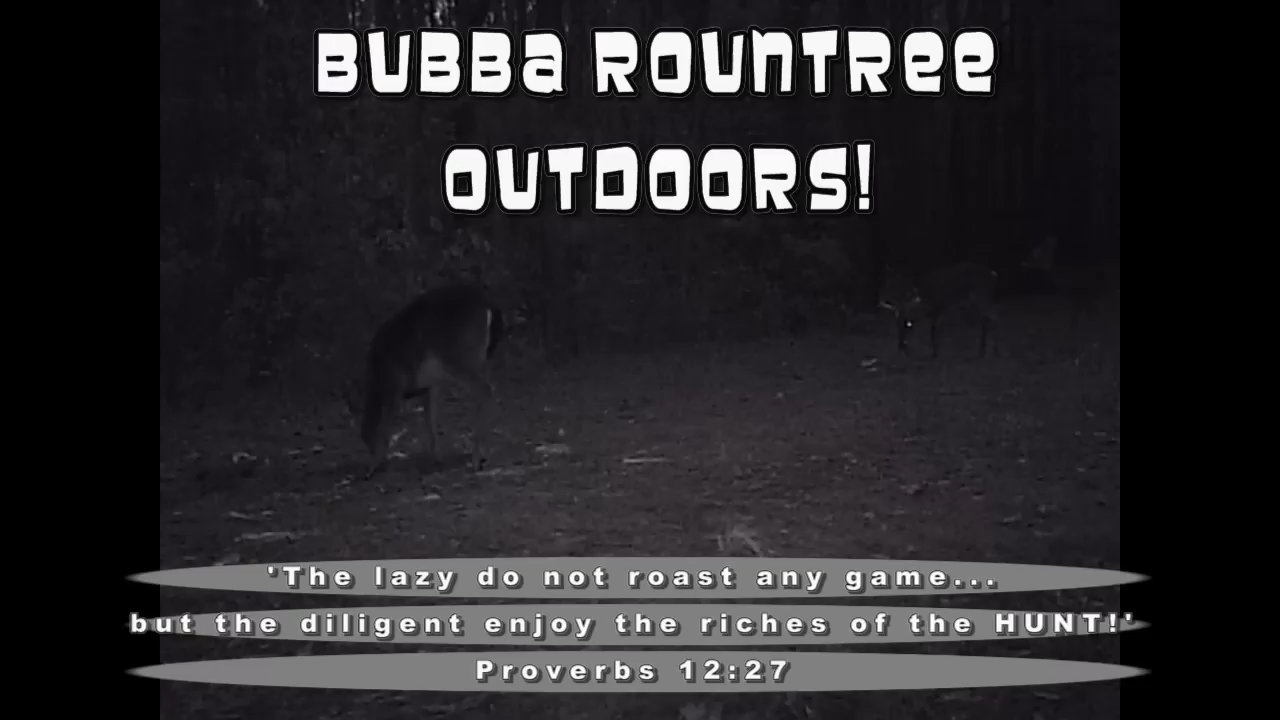 BUBBa ROUnTRee
OUTDOORS!
'The lazy do not roast any game...
but the diligent enjoy the riches of the HUNT!'
Proverbs 12:27